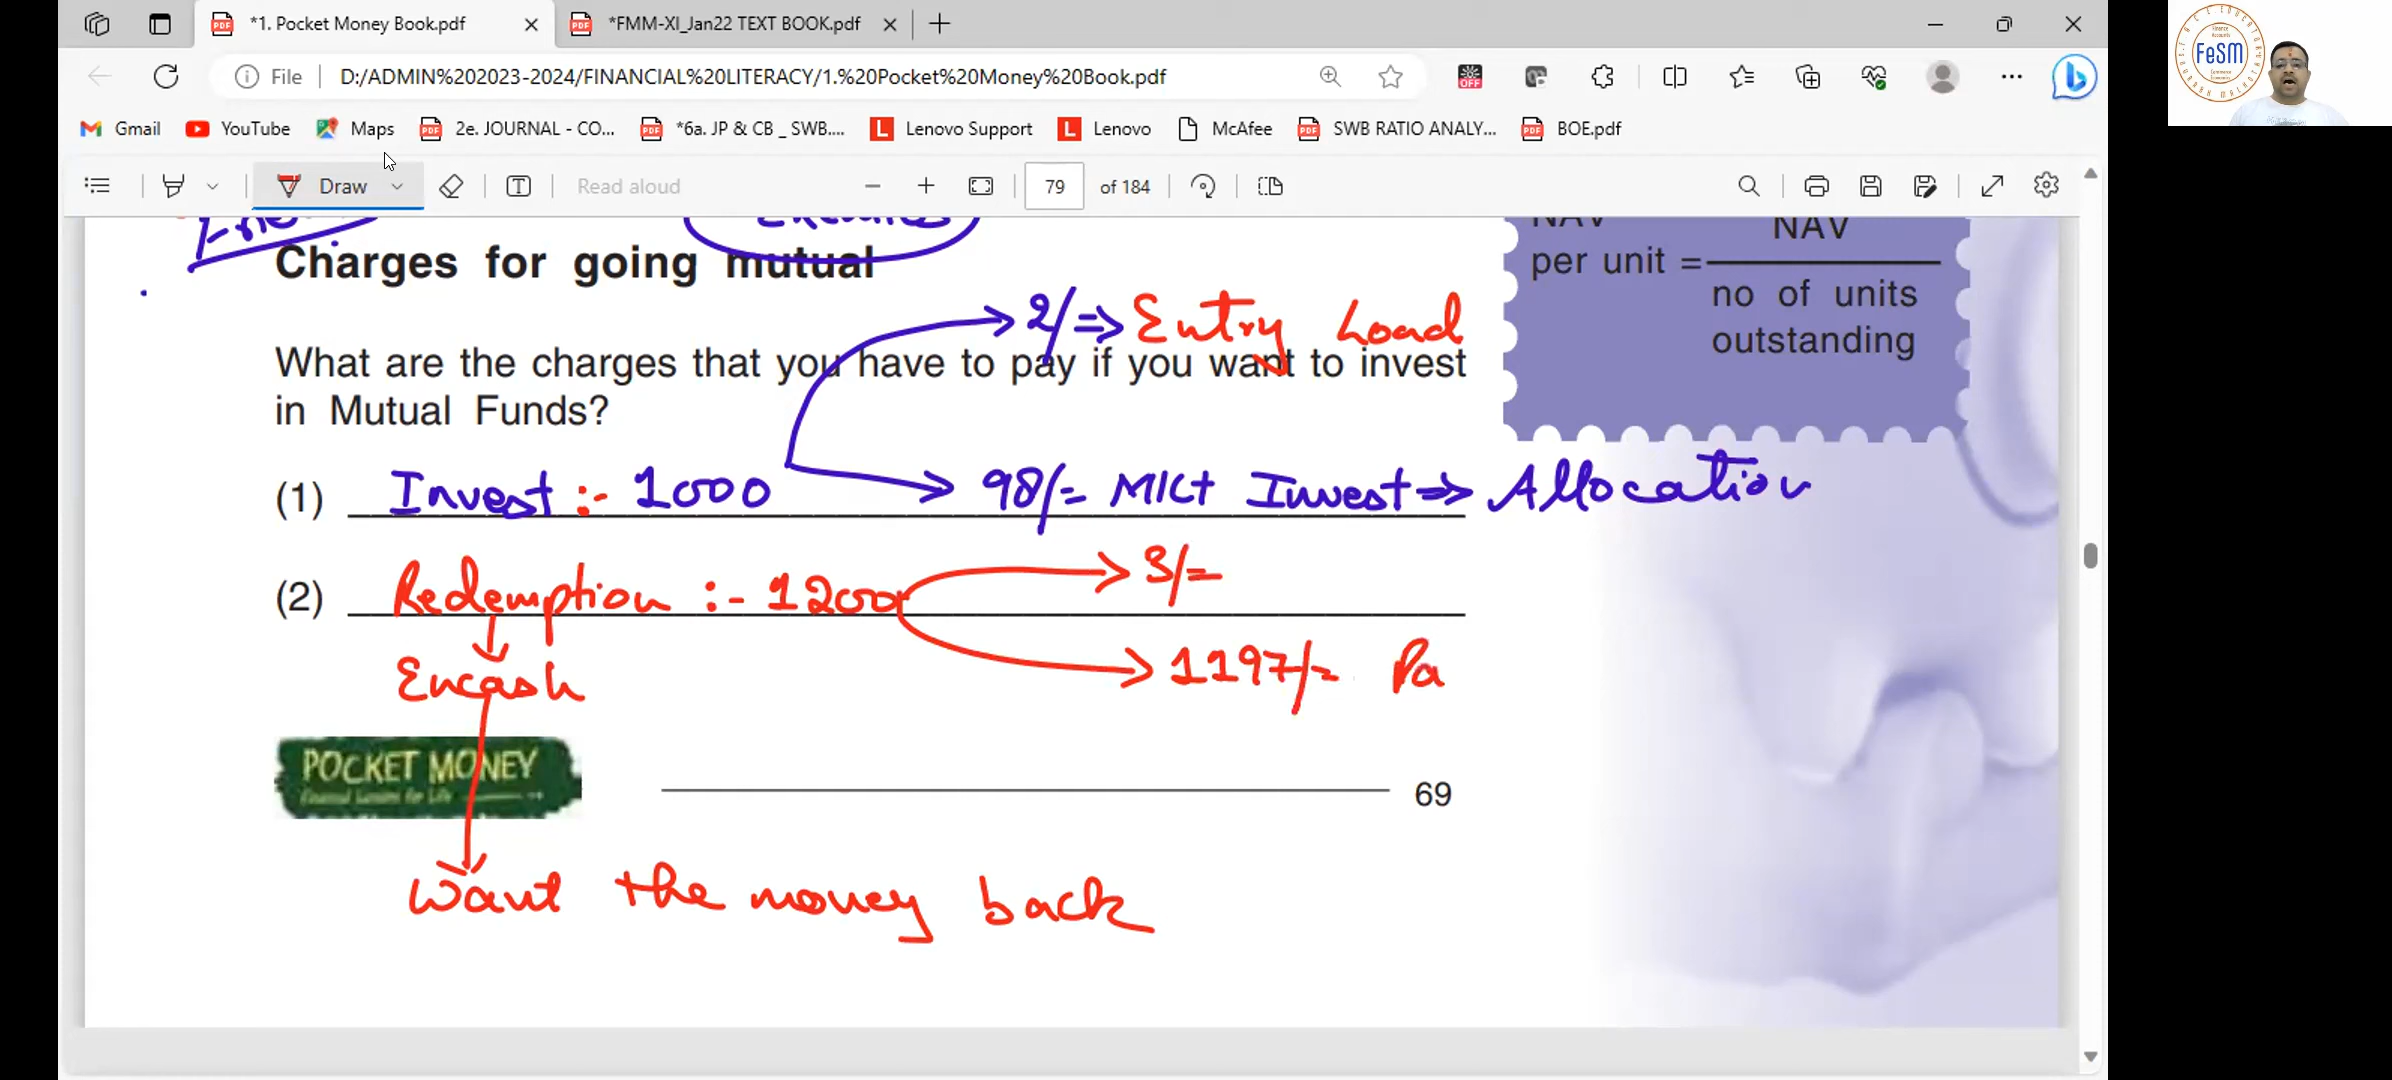 *1. Pocket Money Book.pdf
*FMM-XI_Jan22 TEXT BOOK.pdf
File
D:/ADMIN%202023-2024/FINANCIAL%20LITERACY/1.%20Pocket%20Money%20Book.pdf
OFF
Gmail
YouTube
Maps
2e. JOURNAL - CO...
*6a. JP & CB _ SWB....
Lenovo Support
Lenovo
McAfee
SWB RATIO ANALY...
BOE.pdf
Draw
Read aloud
79
of 184
FeSM
NAV
per unit =
NAV
no of units
outstanding
Charges for going mutual
2/=> Entry Load
What are the charges that you have to pay if you want to invest
in Mutual Funds?
(1) Invest :- 1000
98/= Mkt Invest => Allocation
(2) Redemption :- 1200
3/=
1197/= Pa
Encash
POCKET MONEY
69
Want the money back